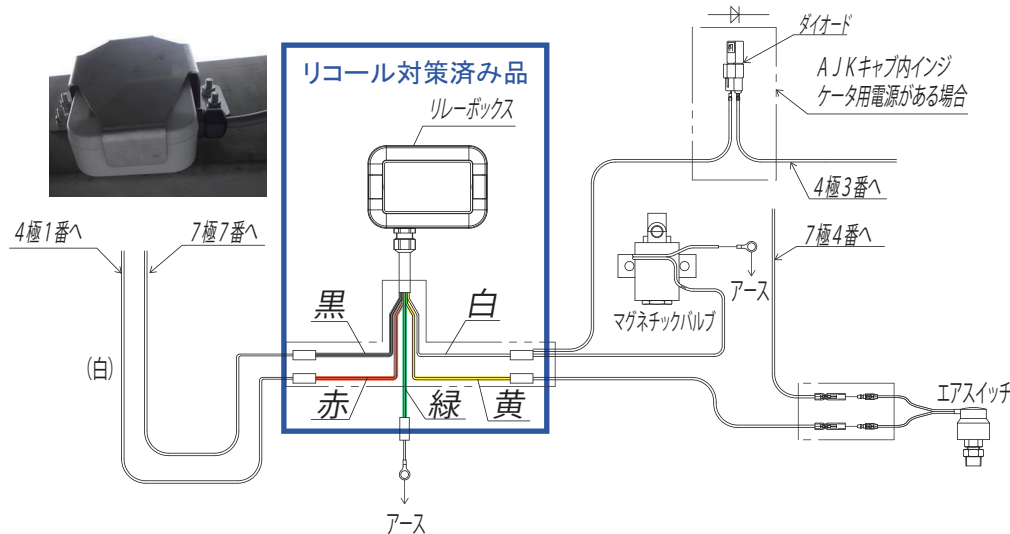 ダイオード
AJKキャブ内インジ
ケータ用電源がある場合
リコール対策済み品
リレーボックス
4極3番へ
4極1番へ
7極7番へ
7極4番へ
アース
マグネチックバルブ
黒
白
(白)
赤
緑
黄
エアスイッチ
アース